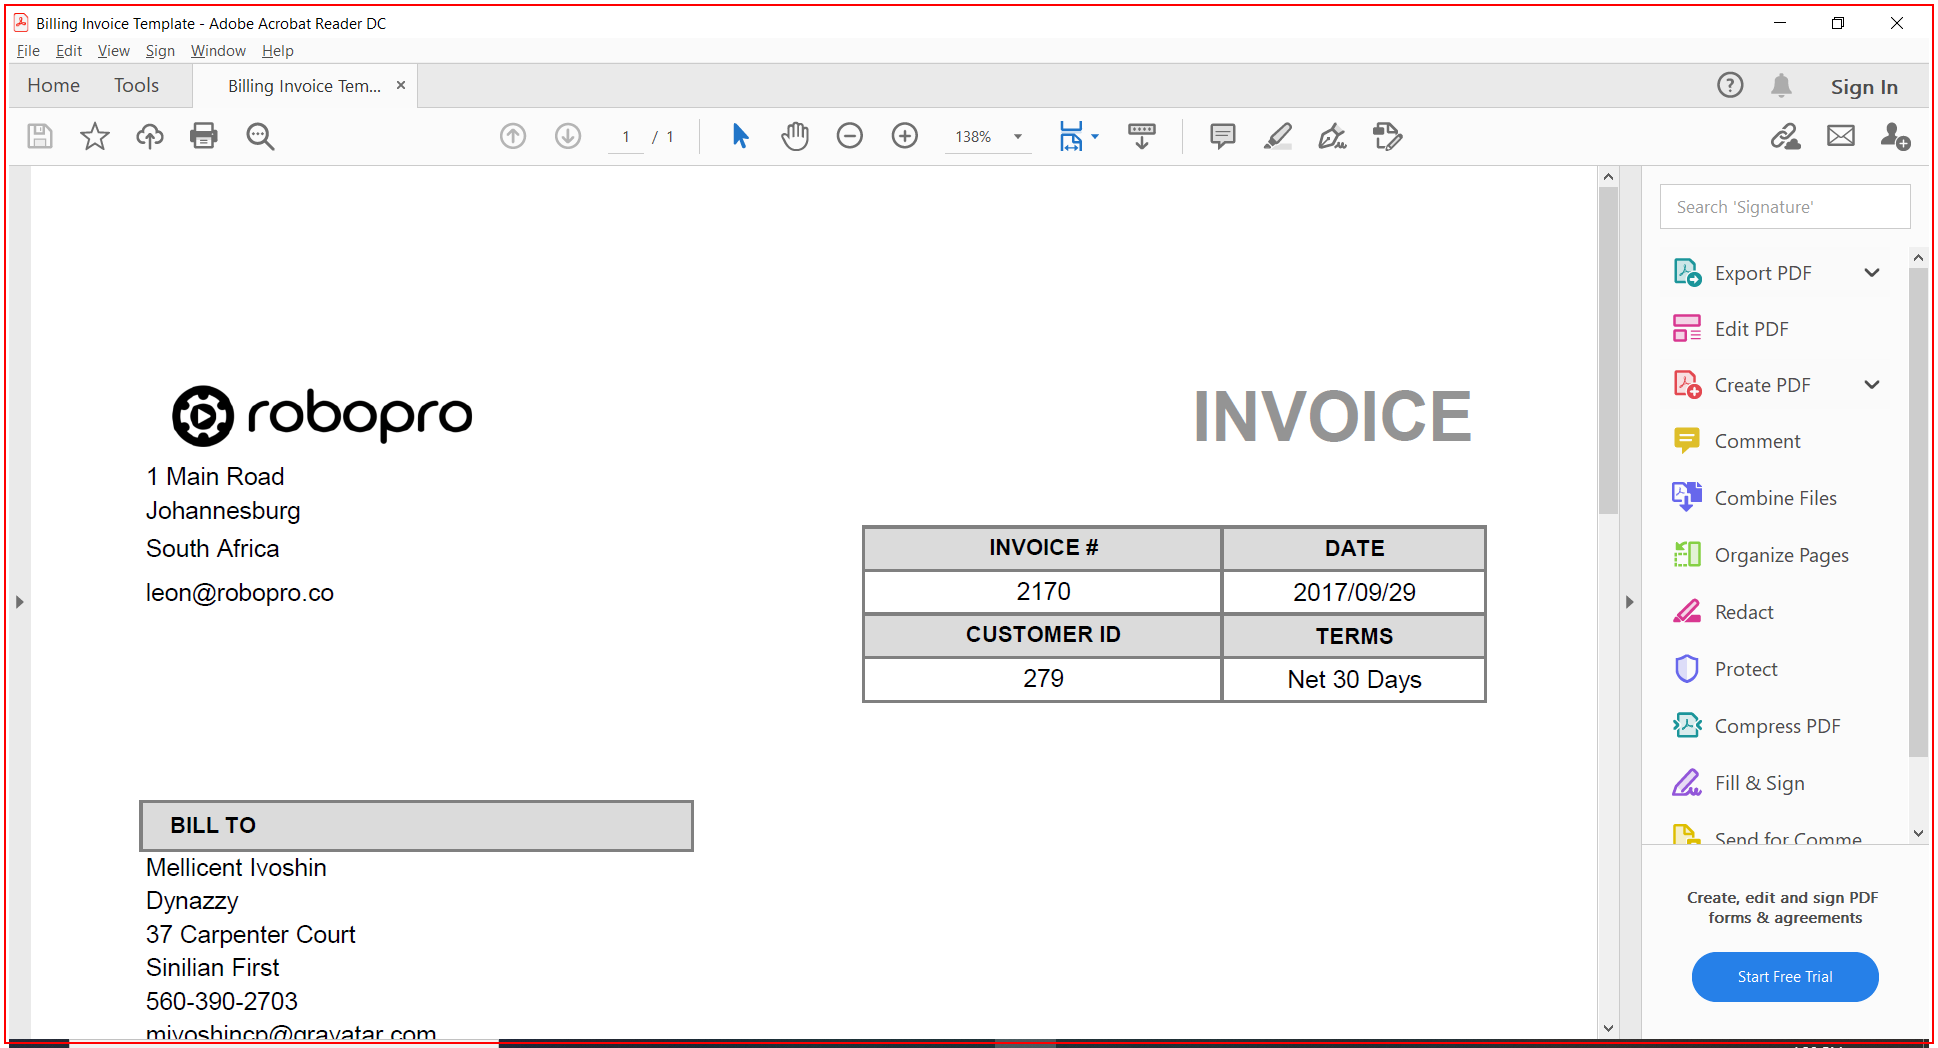 Billing Invoice Template - Adobe Acrobat Reader DC
File Edit View Sign Window Help
Home Tools Billing Invoice Tem... × Sign In
1 / 1 138%
Search 'Signature'
Export PDF
Edit PDF
Create PDF
Comment
Combine Files
Organize Pages
Redact
Protect
Compress PDF
Fill & Sign
Send for Comme
Create, edit and sign PDF
forms & agreements
Start Free Trial
robopro
INVOICE
1 Main Road
Johannesburg
South Africa
leon@robopro.co
INVOICE # DATE
2170 2017/09/29
CUSTOMER ID TERMS
279 Net 30 Days
BILL TO
Mellicent Ivoshin
Dynazzy
37 Carpenter Court
Sinilian First
560-390-2703
mivoshincp@gravatar.com